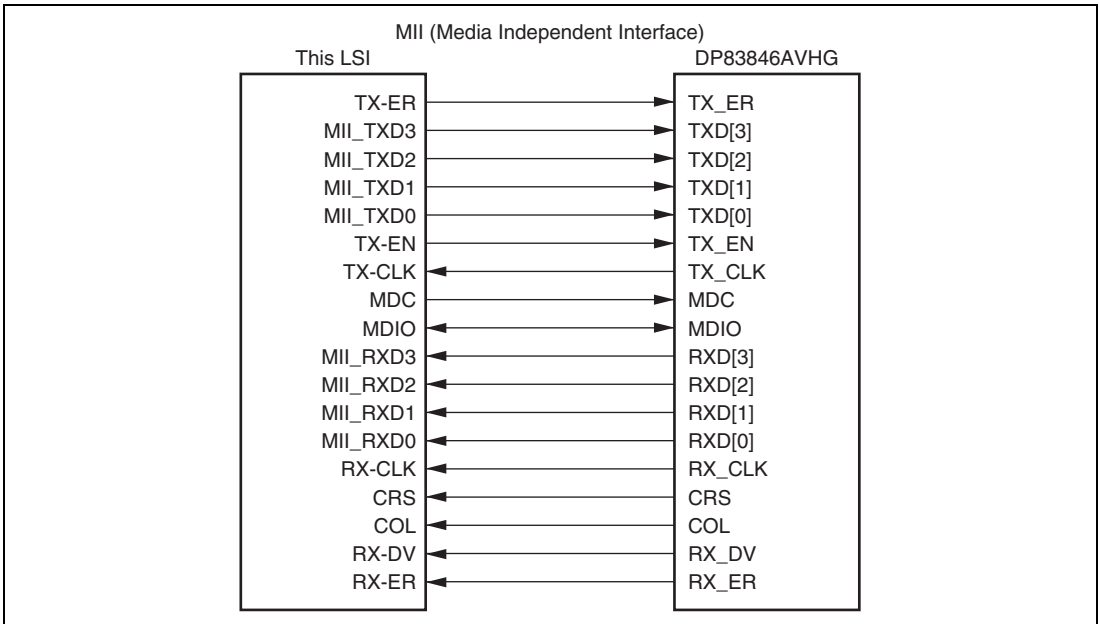 MII (Media Independent Interface)
This LSI DP83846AVHG
TX-ER TX_ER
MII_TXD3 TXD[3]
MII_TXD2 TXD[2]
MII_TXD1 TXD[1]
MII_TXD0 TXD[0]
TX-EN TX_EN
TX-CLK TX_CLK
MDC MDC
MDIO MDIO
MII_RXD3 RXD[3]
MII_RXD2 RXD[2]
MII_RXD1 RXD[1]
MII_RXD0 RXD[0]
RX-CLK RX_CLK
CRS CRS
COL COL
RX-DV RX_DV
RX-ER RX_ER